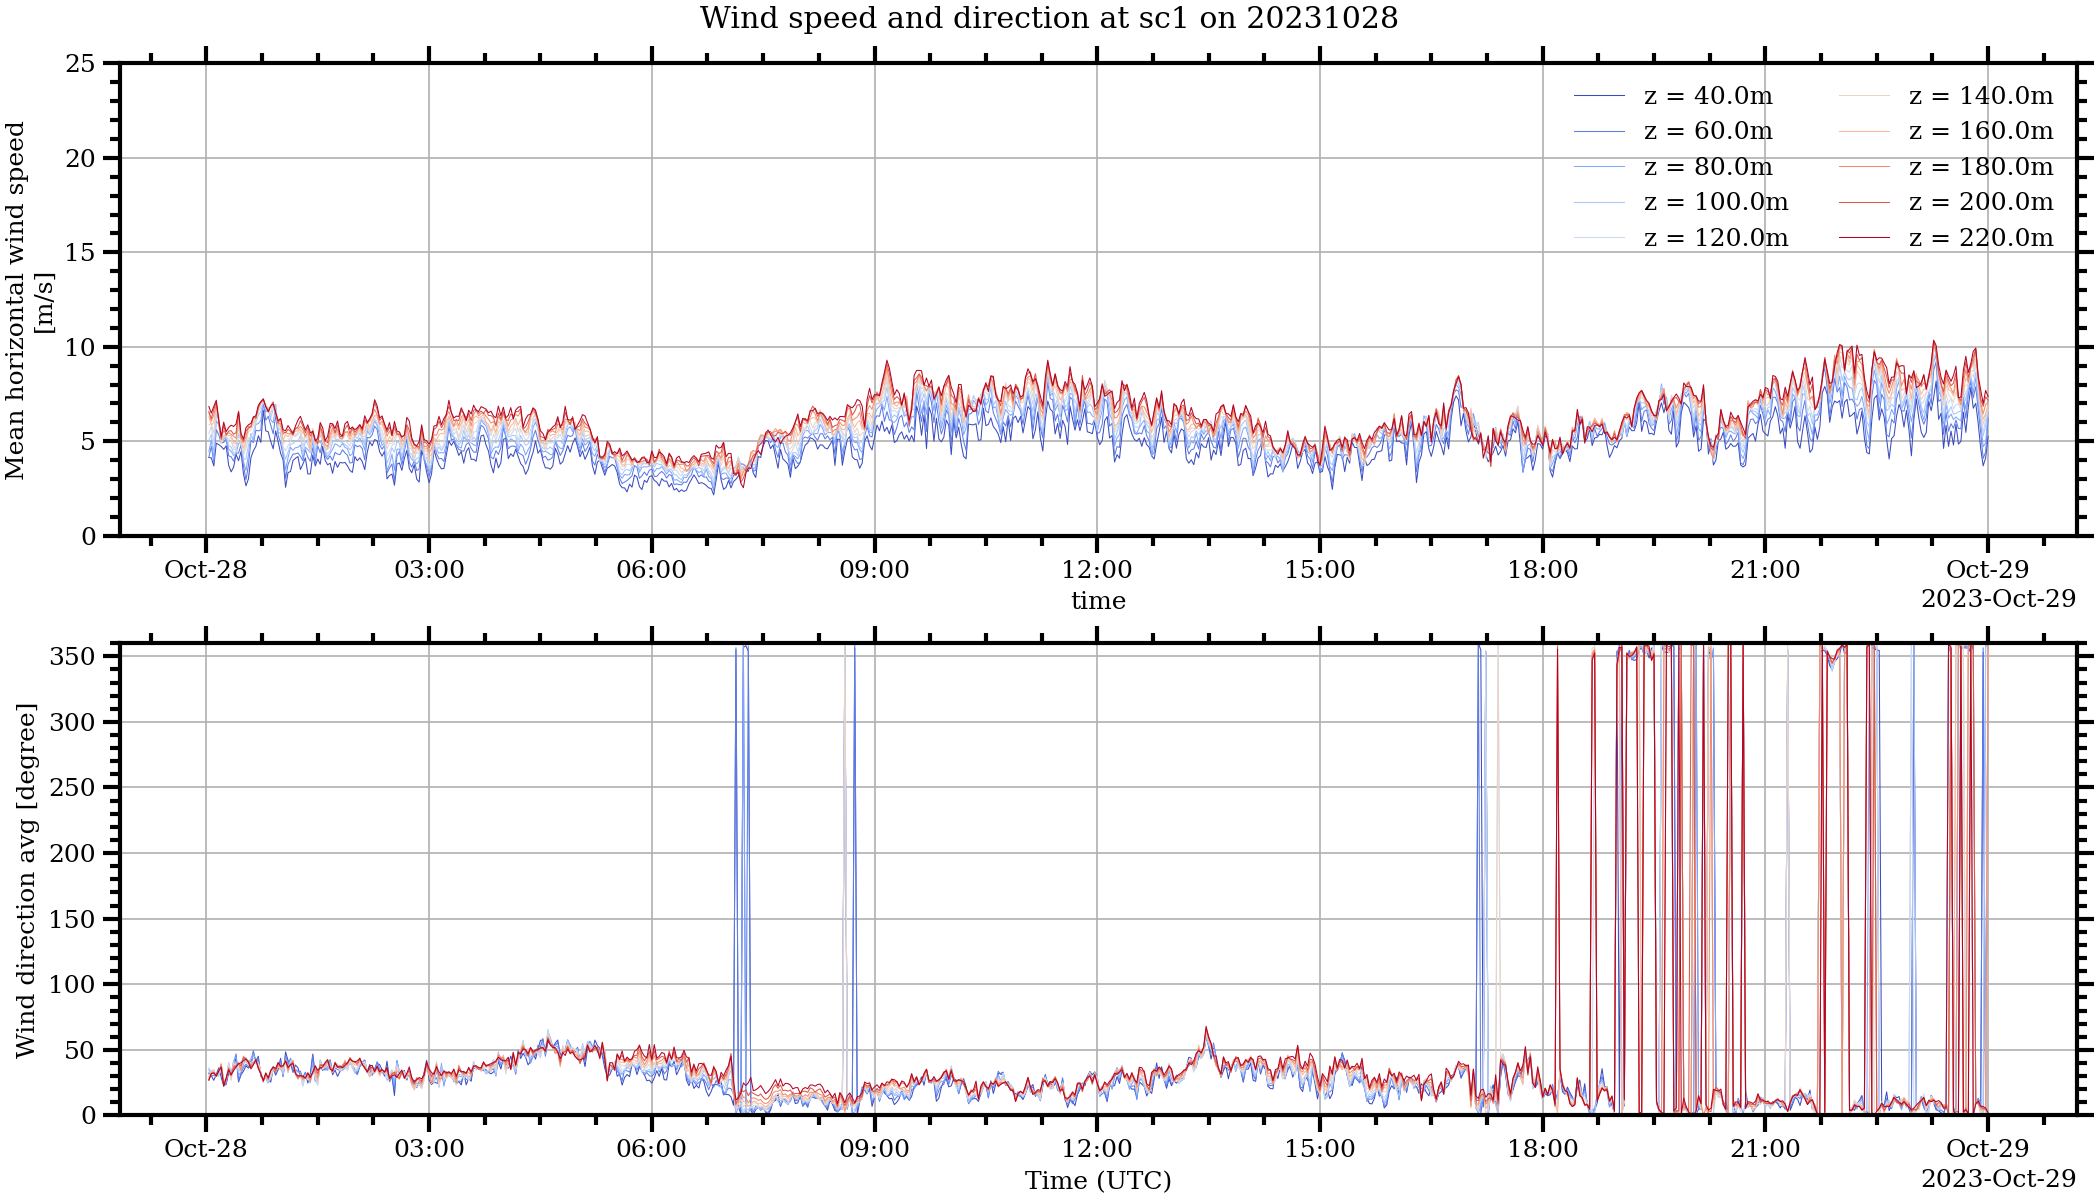 Wind speed and direction at sc1 on 20231028
Mean horizontal wind speed
[m/s]
25
20
15
10
5
0
z = 40.0m
z = 60.0m
z = 80.0m
z = 100.0m
z = 120.0m
z = 140.0m
z = 160.0m
z = 180.0m
z = 200.0m
z = 220.0m
Oct-28 03:00 06:00 09:00 12:00 15:00 18:00 21:00 Oct-29
time
2023-Oct-29
Wind direction avg [degree]
350
300
250
200
150
100
50
0
Oct-28 03:00 06:00 09:00 12:00 15:00 18:00 21:00 Oct-29
Time (UTC)
2023-Oct-29